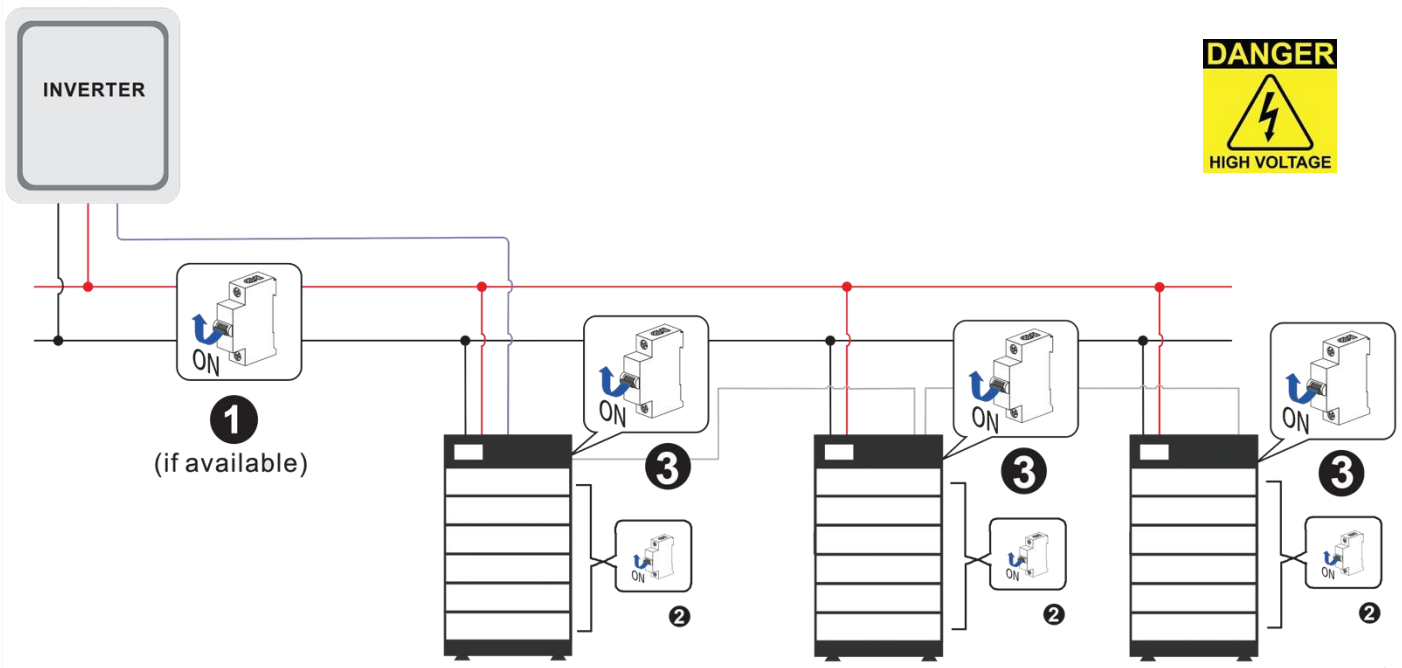 INVERTER
DANGER
HIGH VOLTAGE
ON
1
(if available)
ON
3
ON
3
ON
3
ON
2
ON
2
ON
2